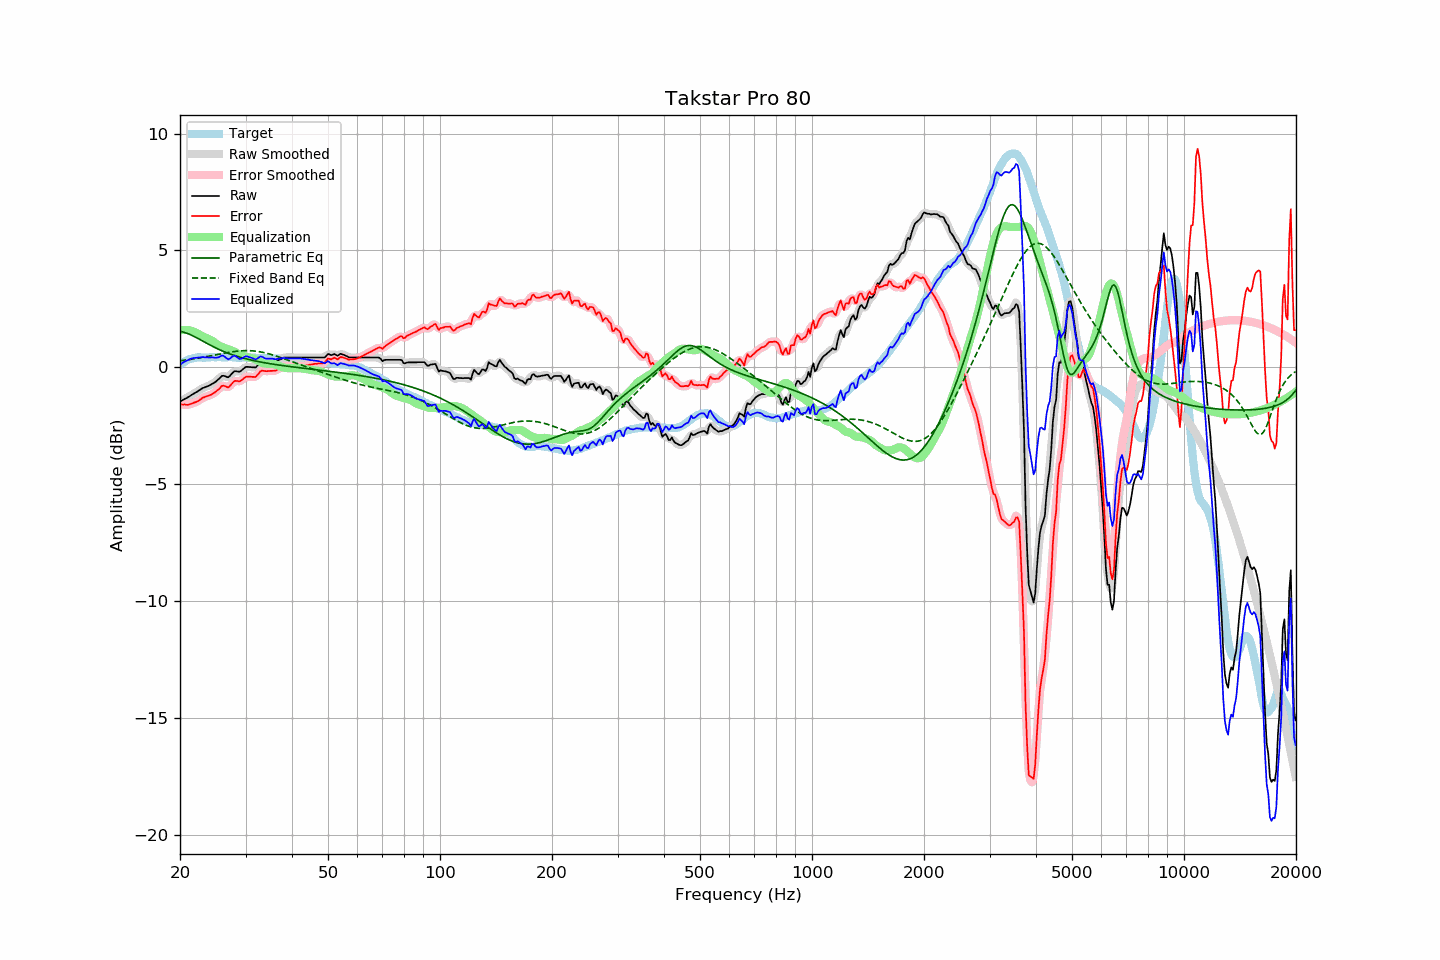 Takstar Pro 80
Target
Raw Smoothed
Error Smoothed
Raw
Error
Equalization
Parametric Eq
Fixed Band Eq
Equalized
Amplitude (dBr)
10
5
0
−5
−10
−15
−20
20 50 100 200 500 1000 2000 5000 10000 20000
Frequency (Hz)